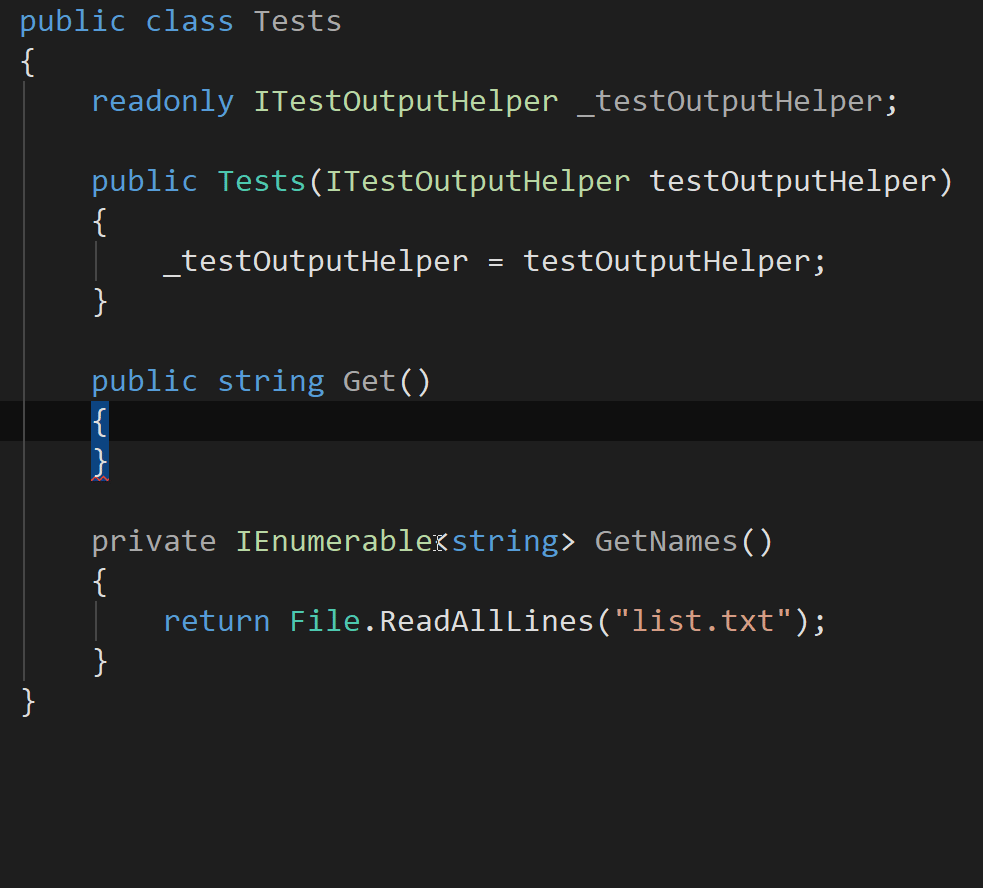 public class Tests
{
    readonly ITestOutputHelper _testOutputHelper;

    public Tests(ITestOutputHelper testOutputHelper)
    {
        _testOutputHelper = testOutputHelper;
    }

    public string Get()
    {
    }

    private IEnumerable<string> GetNames()
    {
        return File.ReadAllLines("list.txt");
    }
}